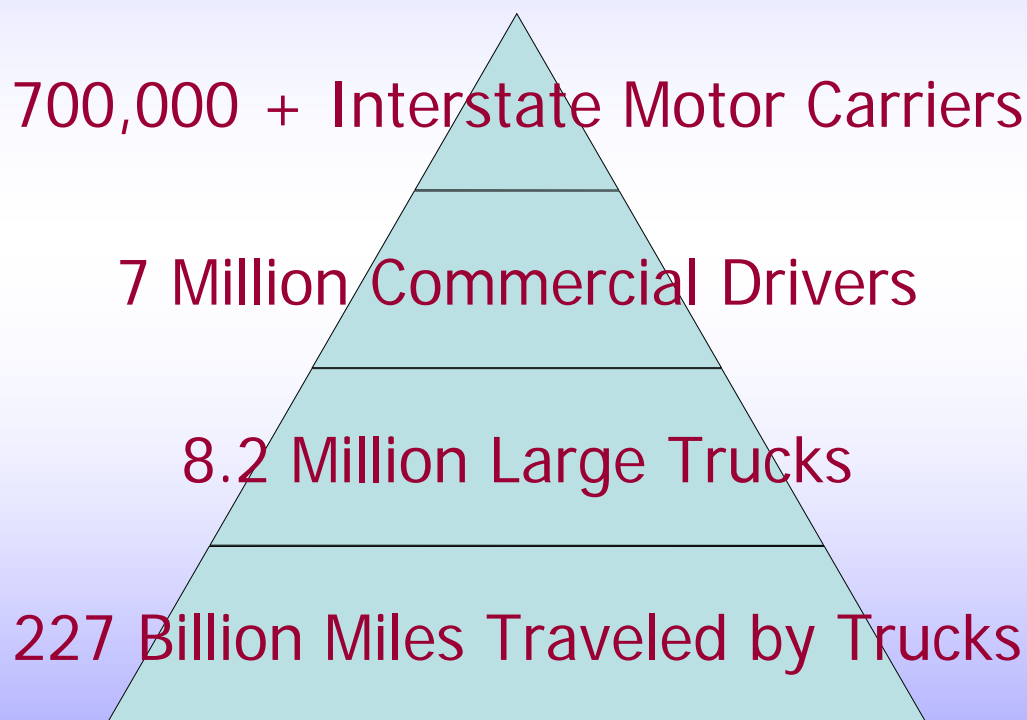 700,000 + Interstate Motor Carriers
7 Million Commercial Drivers
8.2 Million Large Trucks
227 Billion Miles Traveled by Trucks